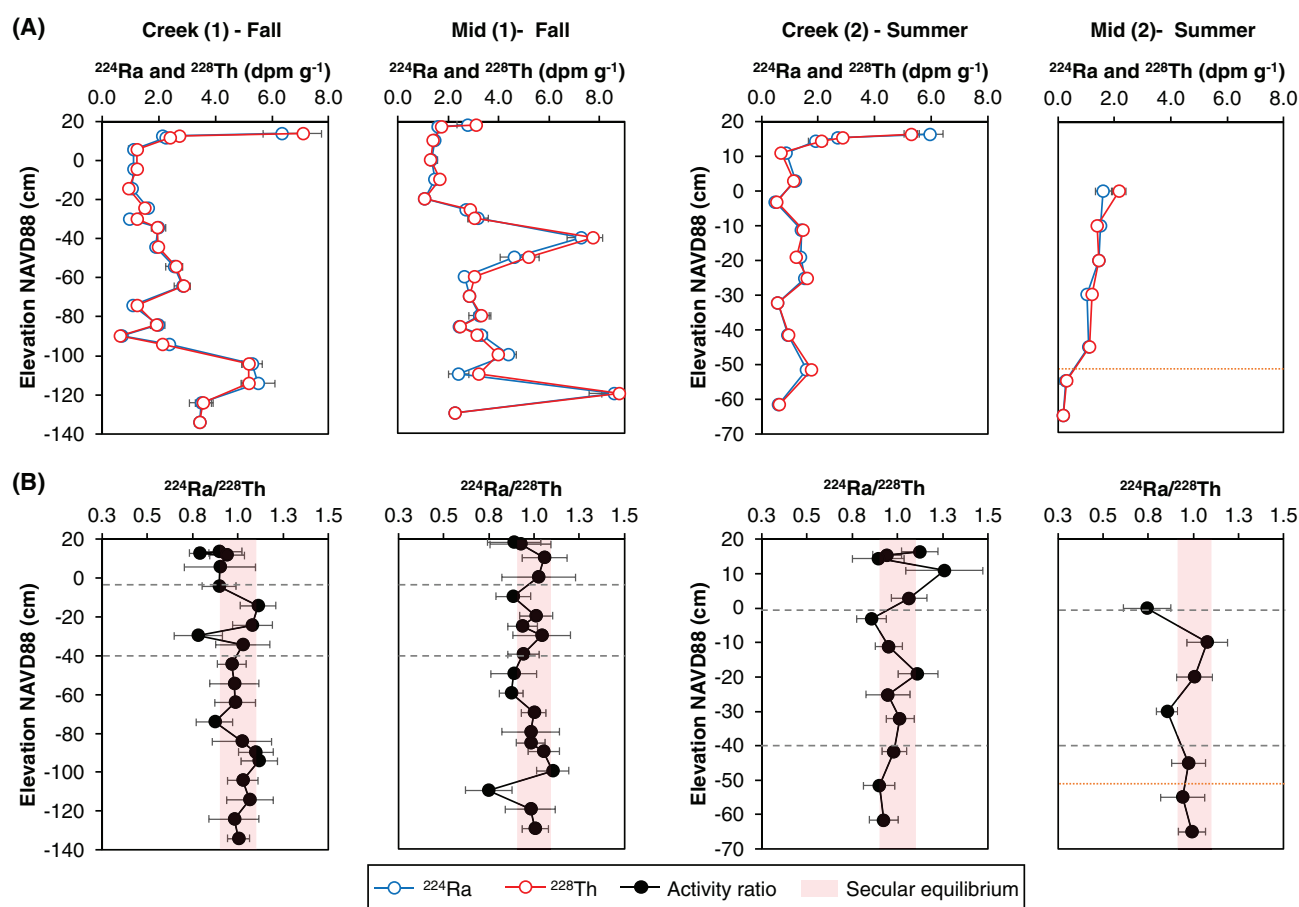 (A)
Creek (1) - Fall
Mid (1)- Fall
Creek (2) - Summer
Mid (2)- Summer
²²⁴Ra and ²²⁸Th (dpm g⁻¹)
²²⁴Ra and ²²⁸Th (dpm g⁻¹)
²²⁴Ra and ²²⁸Th (dpm g⁻¹)
²²⁴Ra and ²²⁸Th (dpm g⁻¹)
0.0 2.0 4.0 6.0 8.0
0.0 2.0 4.0 6.0 8.0
0.0 2.0 4.0 6.0 8.0
0.0 2.0 4.0 6.0 8.0
Elevation NAVD88 (cm)
20
0
-20
-40
-60
-80
-100
-120
-140
Elevation NAVD88 (cm)
20
10
0
-10
-20
-30
-40
-50
-60
-70
(B)
²²⁴Ra/²²⁸Th
²²⁴Ra/²²⁸Th
²²⁴Ra/²²⁸Th
²²⁴Ra/²²⁸Th
0.3 0.8 1.0 1.3 1.5
0.3 0.8 1.0 1.3 1.5
0.3 0.8 1.0 1.3 1.5
0.3 0.8 1.0 1.3 1.5
Elevation NAVD88 (cm)
20
0
-20
-40
-60
-80
-100
-120
-140
Elevation NAVD88 (cm)
20
10
0
-10
-20
-30
-40
-50
-60
-70
²²⁴Ra
²²⁸Th
Activity ratio
Secular equilibrium